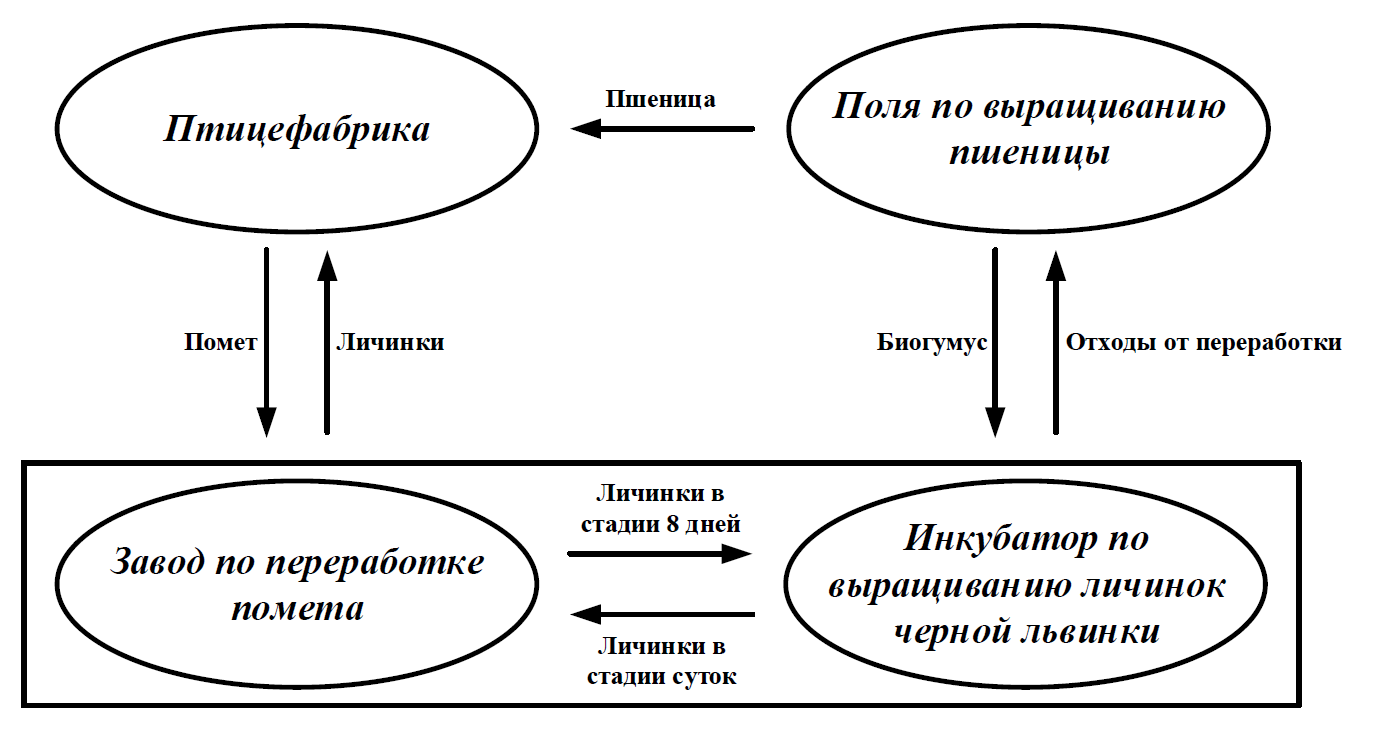 Птицефабрика
Пшеница
Поля по выращиванию
пшеницы
Помет
Личинки
Биогумус
Отходы от переработки
Завод по переработке
помета
Личинки в
стадии 8 дней
Личинки в
стадии суток
Инкубатор по
выращиванию личинок
черной львинки